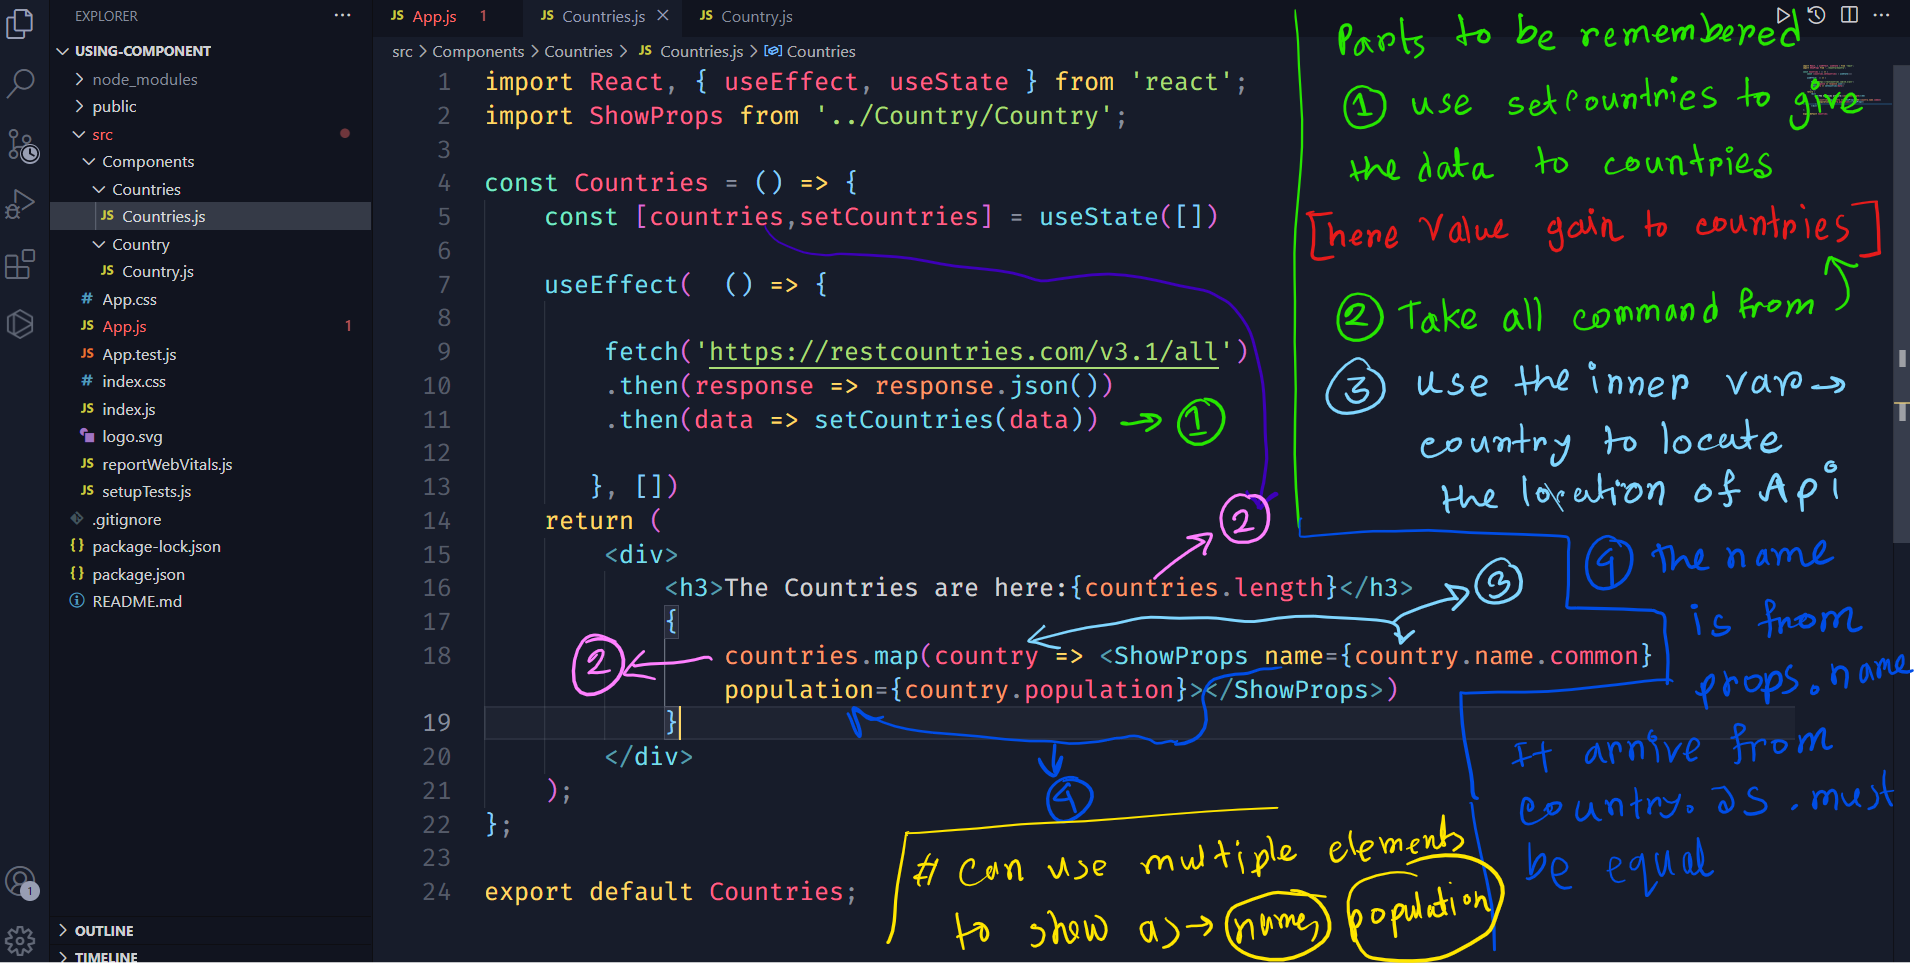 EXPLORER ···
USING-COMPONENT
node_modules
public
src
Components
Countries
JS Countries.js
Country
JS Country.js
# App.css
JS App.js 1
JS App.test.js
# index.css
JS index.js
logo.svg
JS reportWebVitals.js
JS setupTests.js
.gitignore
{} package-lock.json
{} package.json
README.md
OUTLINE
TIMELINE
1
JS App.js 1 JS Countries.js JS Country.js
src > Components > Countries > JS Countries.js > Countries
1 import React, { useEffect, useState } from 'react';
2 import ShowProps from '../Country/Country';
3
4 const Countries = () => {
5 const [countries,setCountries] = useState([])
6
7 useEffect( () => {
8
9 fetch('https://restcountries.com/v3.1/all')
10 .then(response => response.json())
11 .then(data => setCountries(data)) → 1
12
13 }, [])
14 return (
15 <div>
16 <h3>The Countries are here:{countries.length}</h3>
17 {
18 countries.map(country => <ShowProps name={country.name.common}
population={country.population}></ShowProps>)
19 }
20 </div>
21 );
22 };
23
24 export default Countries;
2
3
2
4
Parts to be remembered
1 use setCountries to give
the data to countries
[here Value gain to countries]
2 Take all command from
3 use the inner var →
country to locate
the location of Api
4 the name
is from
props.name
It arrive from
country.JS .must
be equal
# Can use multiple elements
to show as → name, population